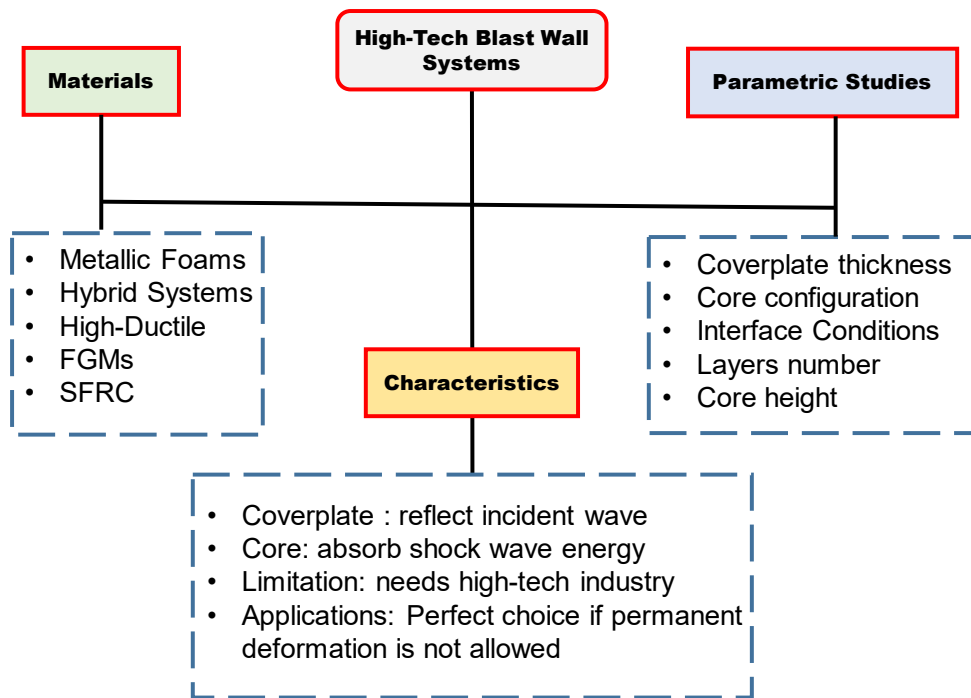 High-Tech Blast Wall
Systems
Materials
Parametric Studies
• Metallic Foams
• Hybrid Systems
• High-Ductile
• FGMs
• SFRC
• Coverplate thickness
• Core configuration
• Interface Conditions
• Layers number
• Core height
Characteristics
• Coverplate : reflect incident wave
• Core: absorb shock wave energy
• Limitation: needs high-tech industry
• Applications: Perfect choice if permanent
deformation is not allowed